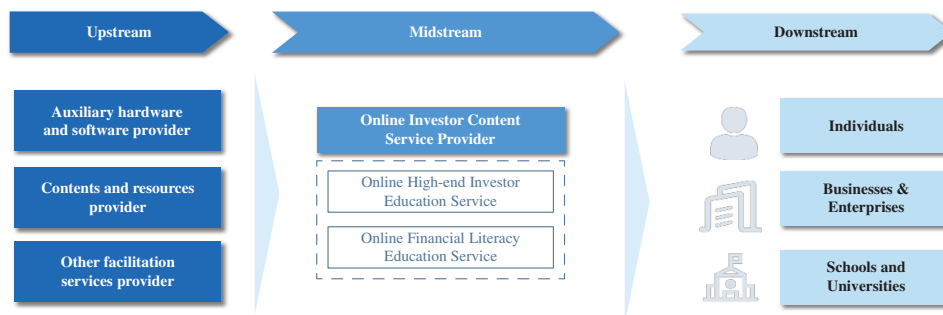 Upstream
Midstream
Downstream
Auxiliary hardware
and software provider
Contents and resources
provider
Other facilitation
services provider
Online Investor Content
Service Provider
Online High-end Investor
Education Service
Online Financial Literacy
Education Service
Individuals
Businesses &
Enterprises
Schools and
Universities